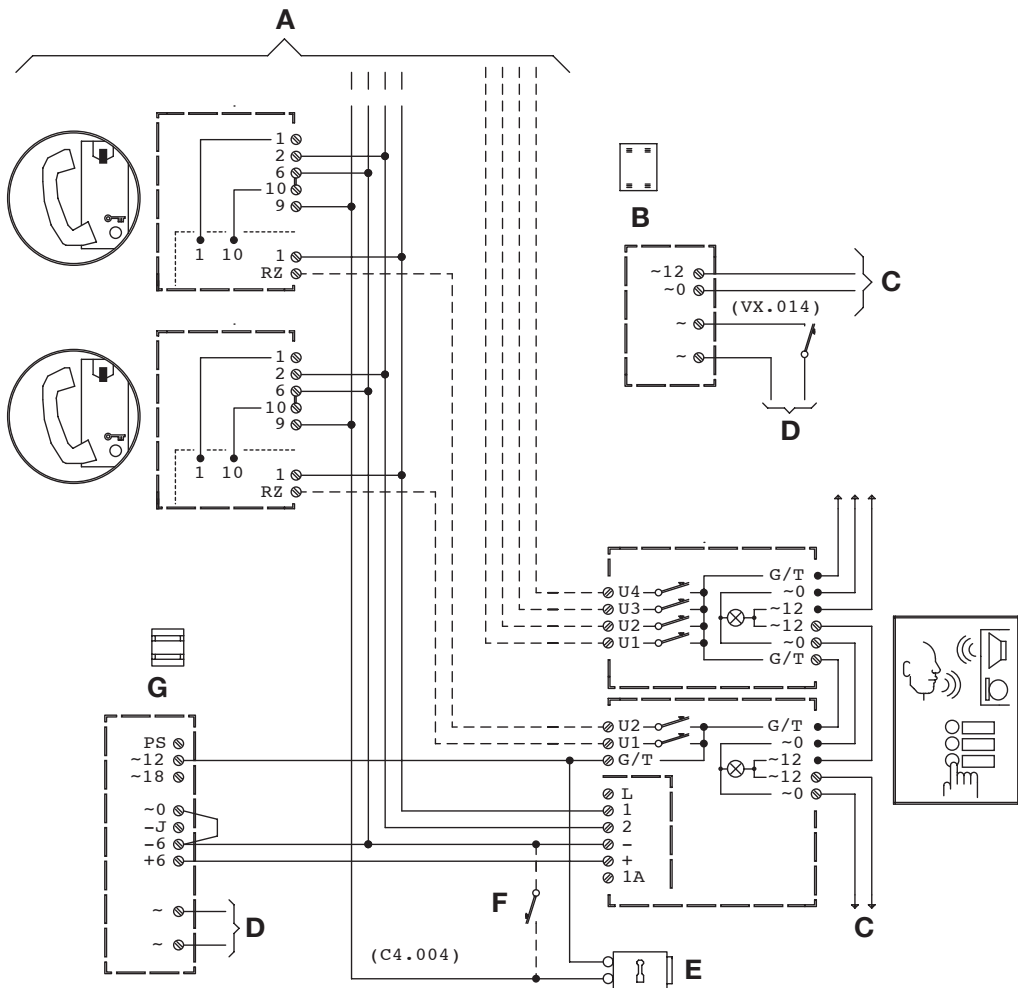 A
1
2
6
10
9
1 10
1
RZ
1
2
6
10
9
1 10
1
RZ
B
~12
~0
(VX.014)
~
~
C
D
U4
U3
U2
U1
G/T
~0
~12
~12
~0
G/T
U2
U1
G/T
G/T
~0
~12
~12
~0
L
1
2
-
+
1A
C
G
PS
~12
~18
~0
-J
-6
+6
~
~
D
F
(C4.004)
E